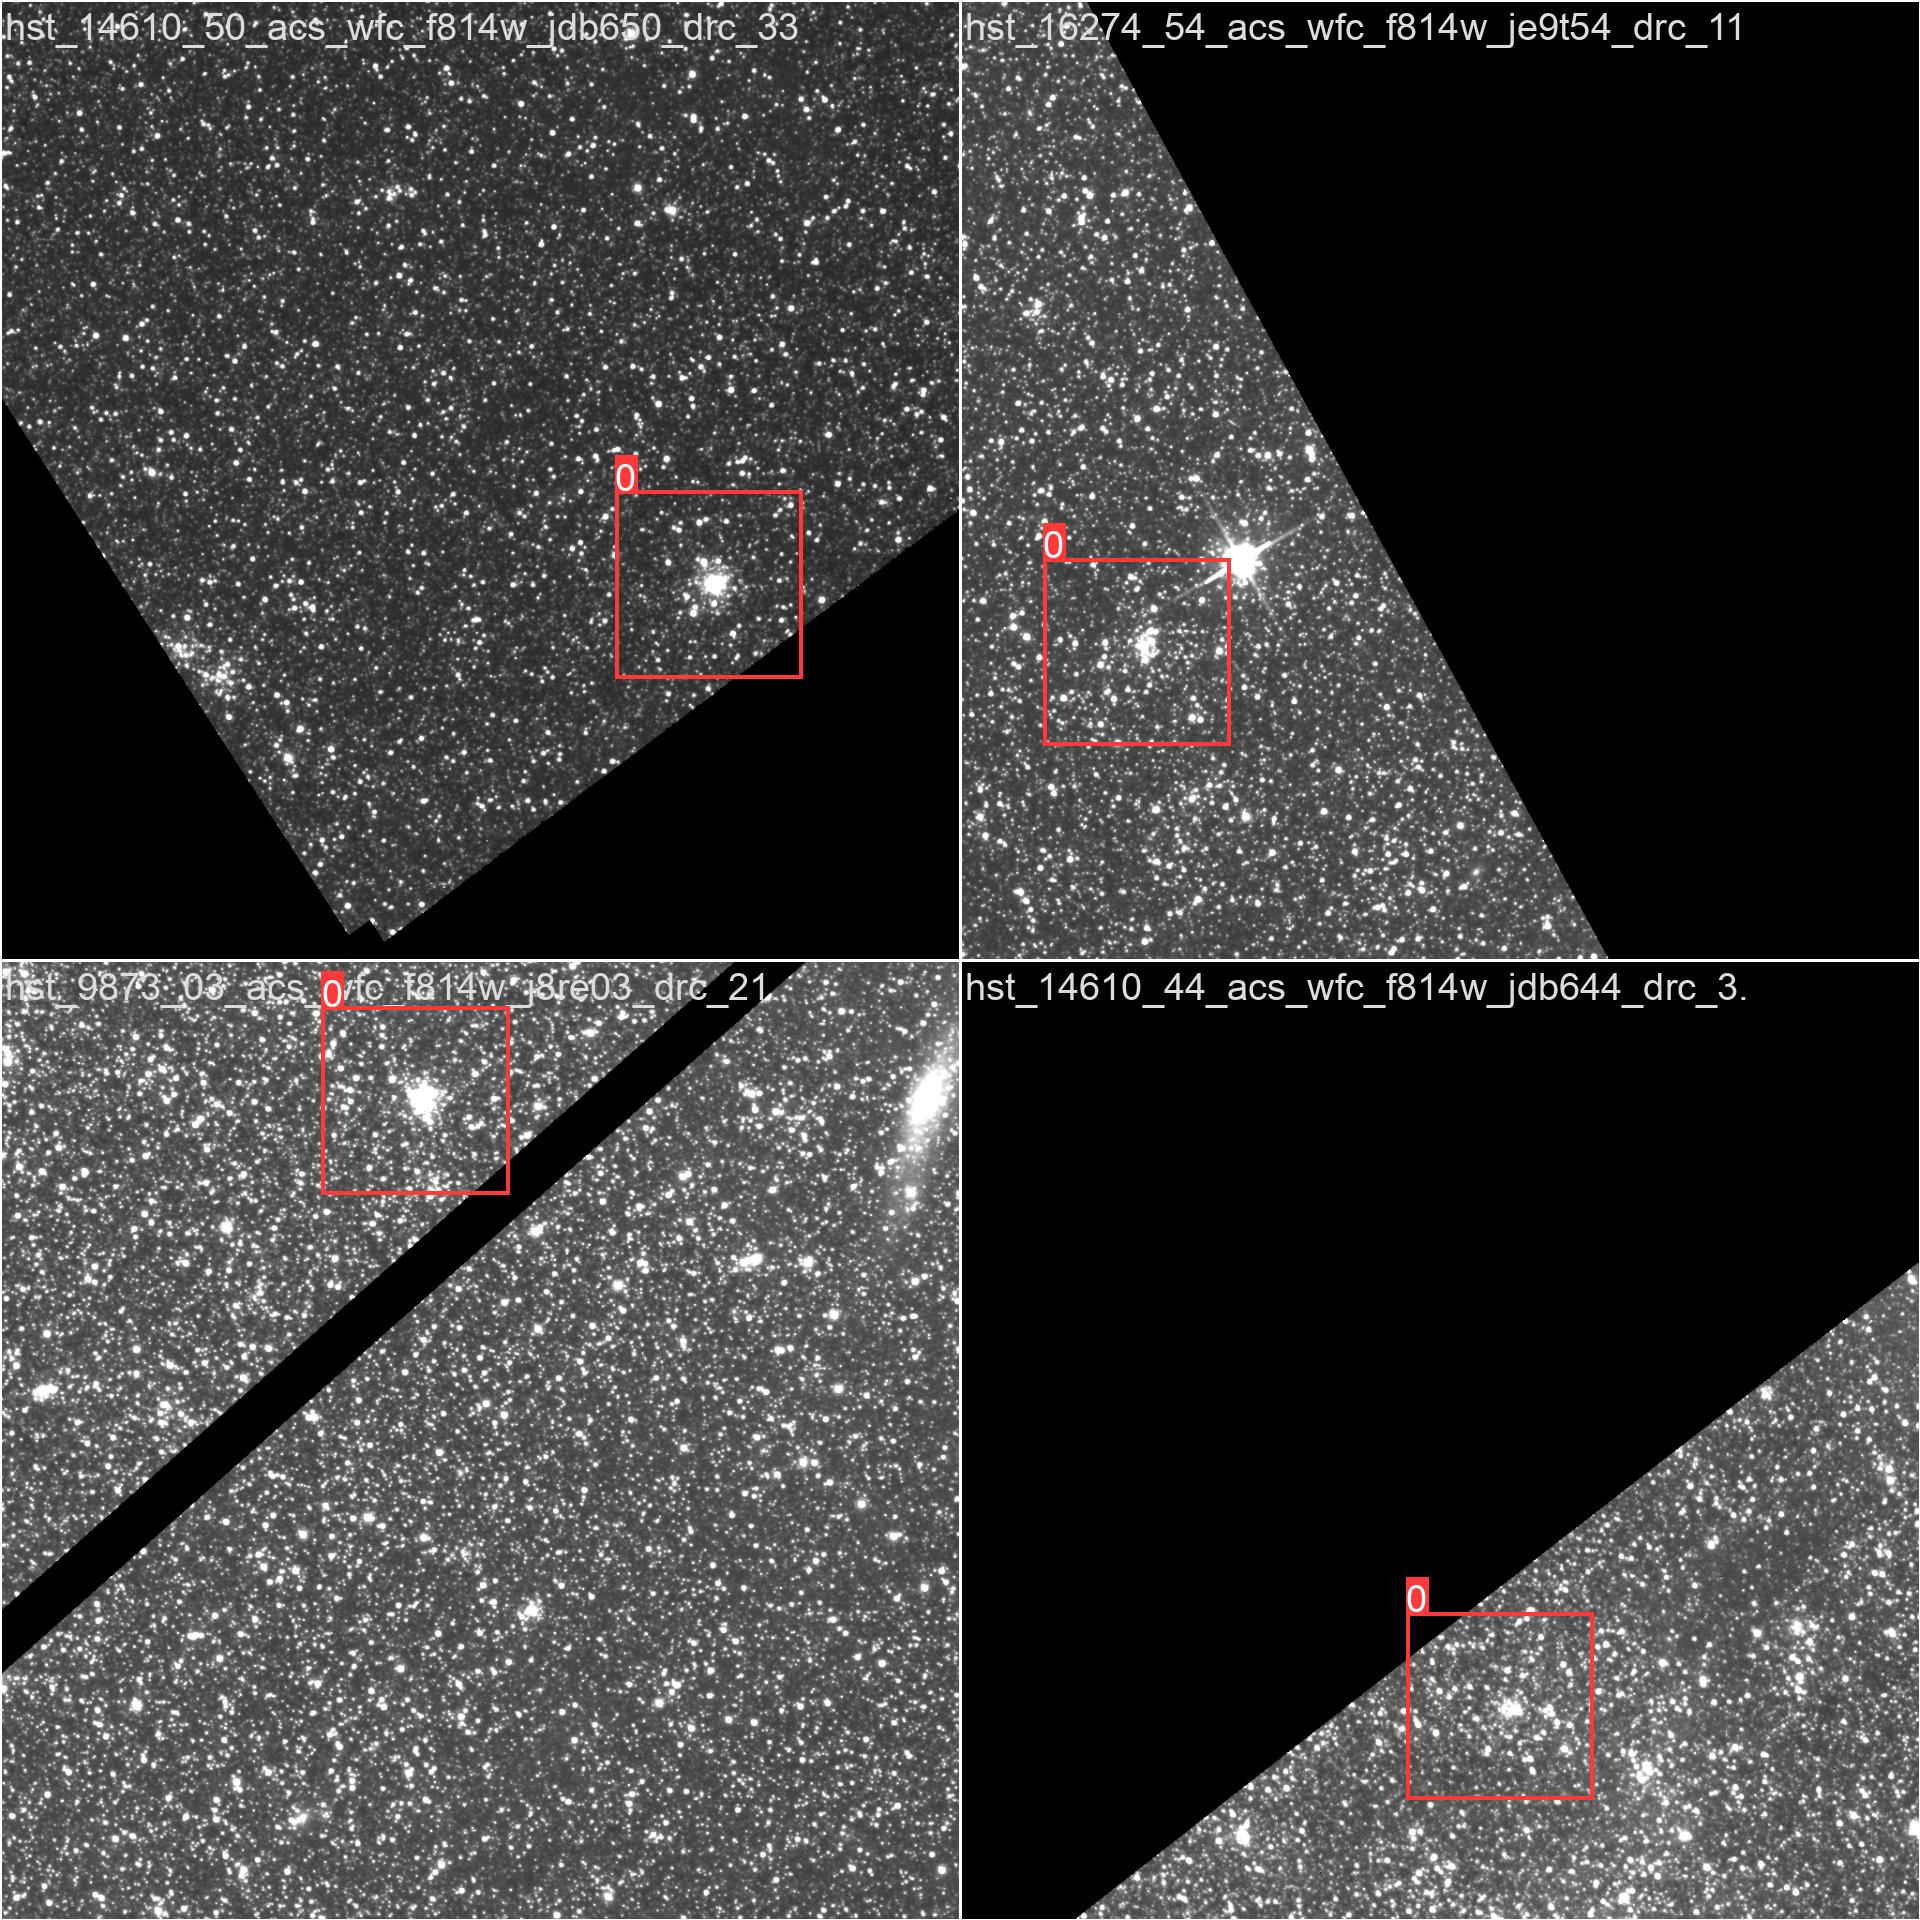 hst_14610_50_acs_wfc_f814w_jdb650_drc_33
hst_16274_54_acs_wfc_f814w_je9t54_drc_11
0
0
hst_9873_03_acs_wfc_f814w_j8re03_drc_21
0
hst_14610_44_acs_wfc_f814w_jdb644_drc_3.
0